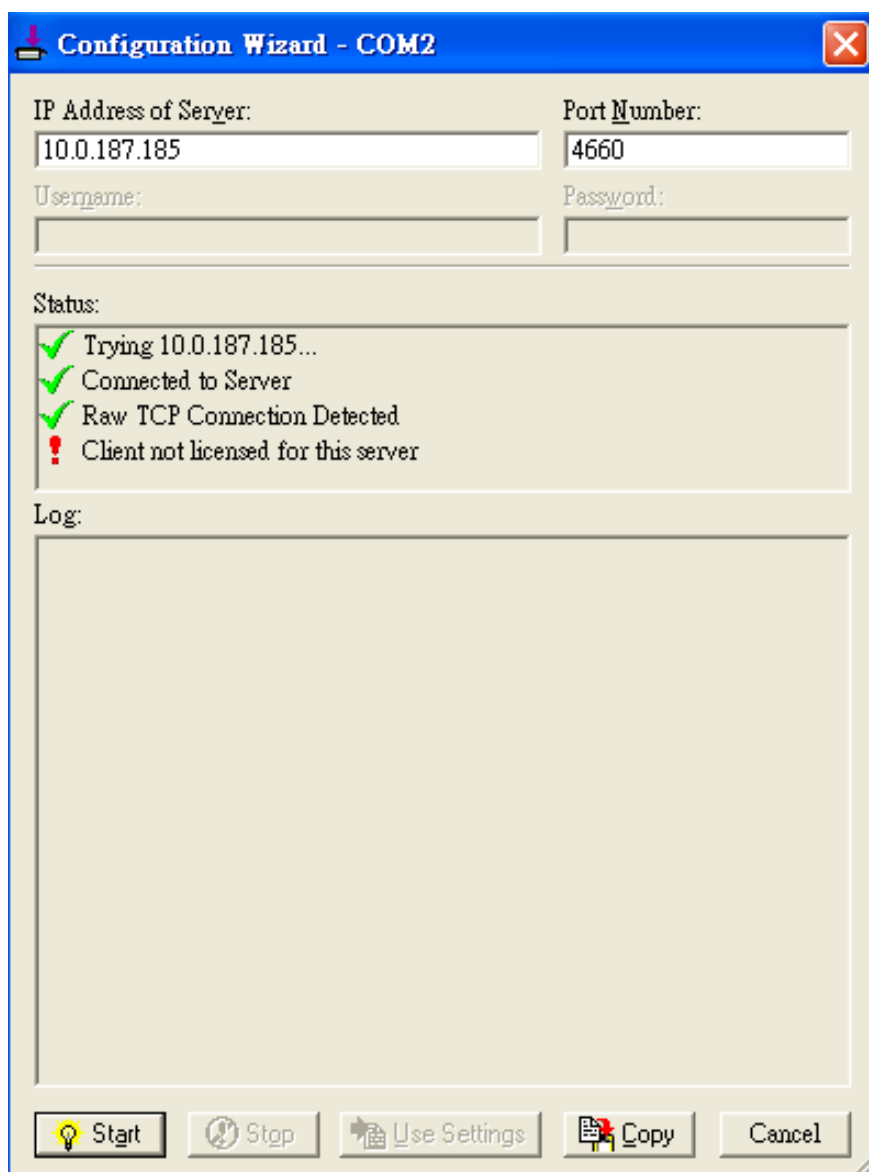 Configuration Wizard - COM2
IP Address of Server: Port Number:
10.0.187.185 4660
Username: Password:
Status:
Trying 10.0.187.185...
Connected to Server
Raw TCP Connection Detected
Client not licensed for this server
Log:
Start Stop Use Settings Copy Cancel